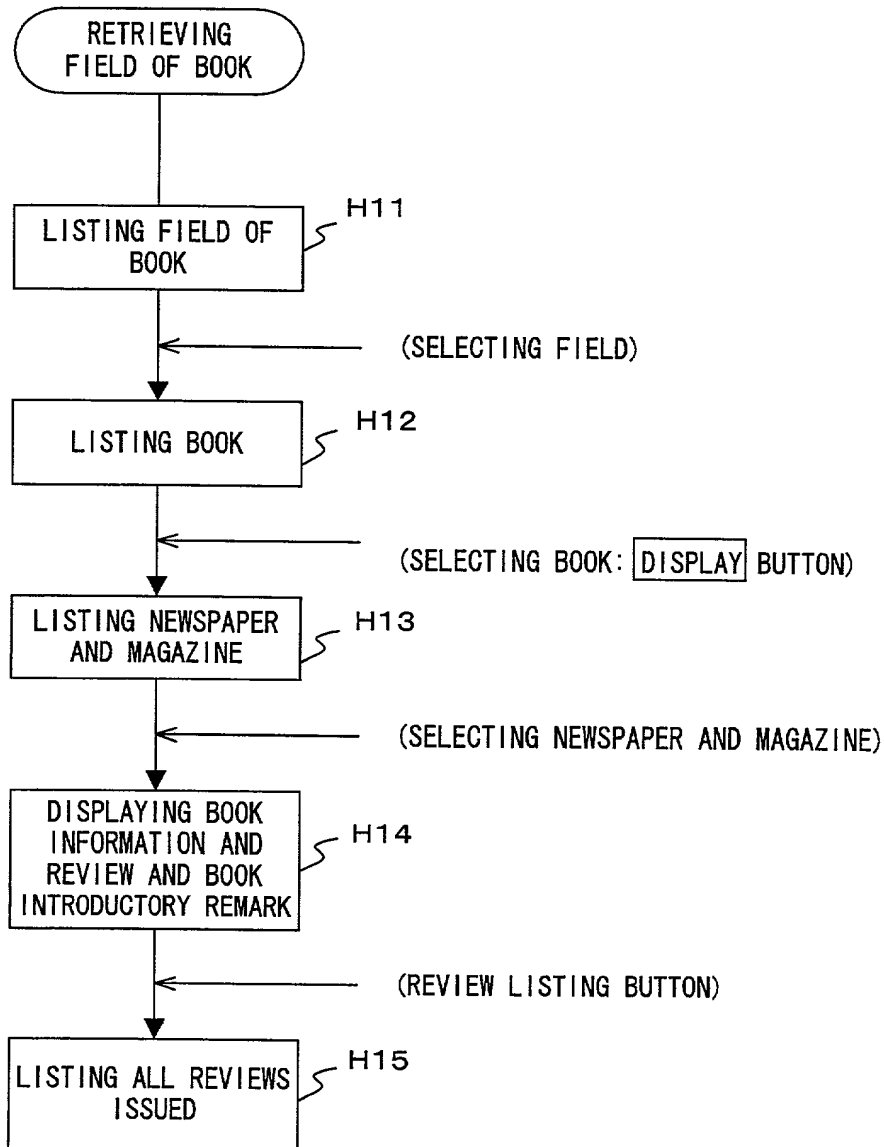 RETRIEVING
FIELD OF BOOK
H11
LISTING FIELD OF
BOOK
(SELECTING FIELD)
H12
LISTING BOOK
(SELECTING BOOK: DISPLAY BUTTON)
H13
LISTING NEWSPAPER
AND MAGAZINE
(SELECTING NEWSPAPER AND MAGAZINE)
H14
DISPLAYING BOOK
INFORMATION AND
REVIEW AND BOOK
INTRODUCTORY REMARK
(REVIEW LISTING BUTTON)
H15
LISTING ALL REVIEWS
ISSUED